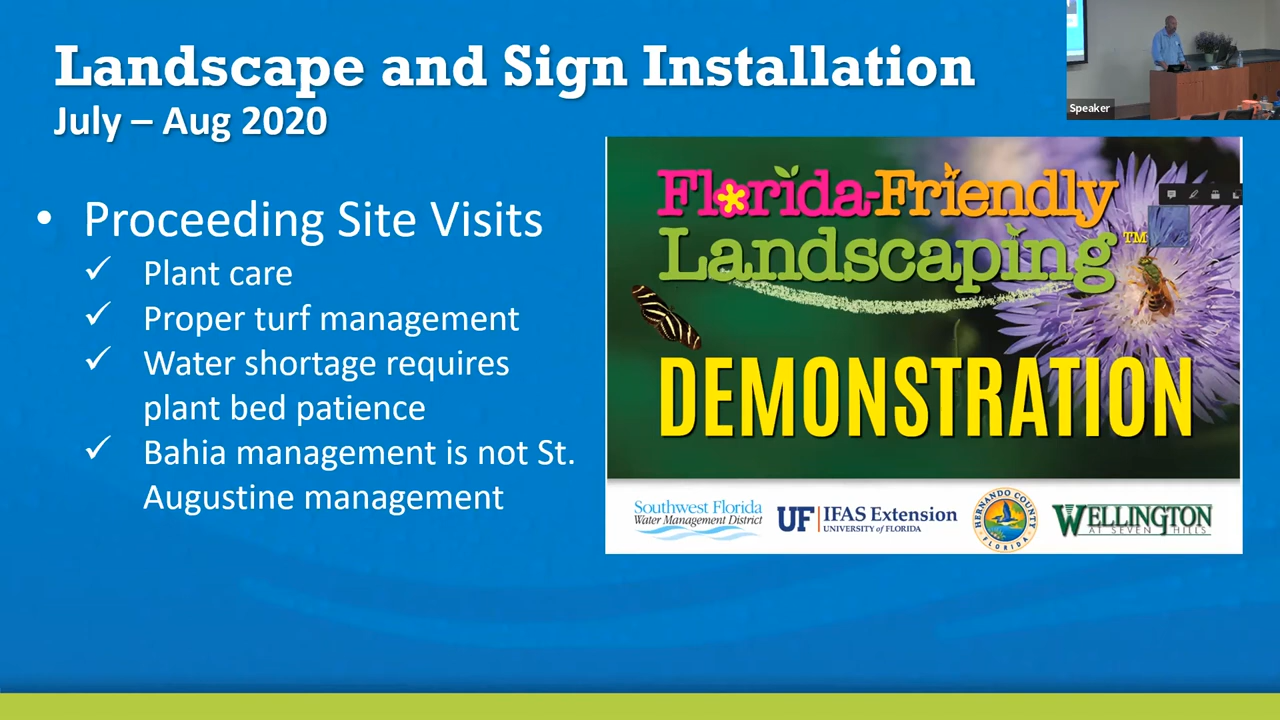 Landscape and Sign Installation
July – Aug 2020
Speaker
• Proceeding Site Visits
✓ Plant care
✓ Proper turf management
✓ Water shortage requires
plant bed patience
✓ Bahia management is not St.
Augustine management
Florida-Friendly
Landscaping™
DEMONSTRATION
Southwest Florida
Water Management District
UF IFAS Extension
UNIVERSITY of FLORIDA
HERNANDO COUNTY
FLORIDA
WELLINGTON
AT SEVEN HILLS